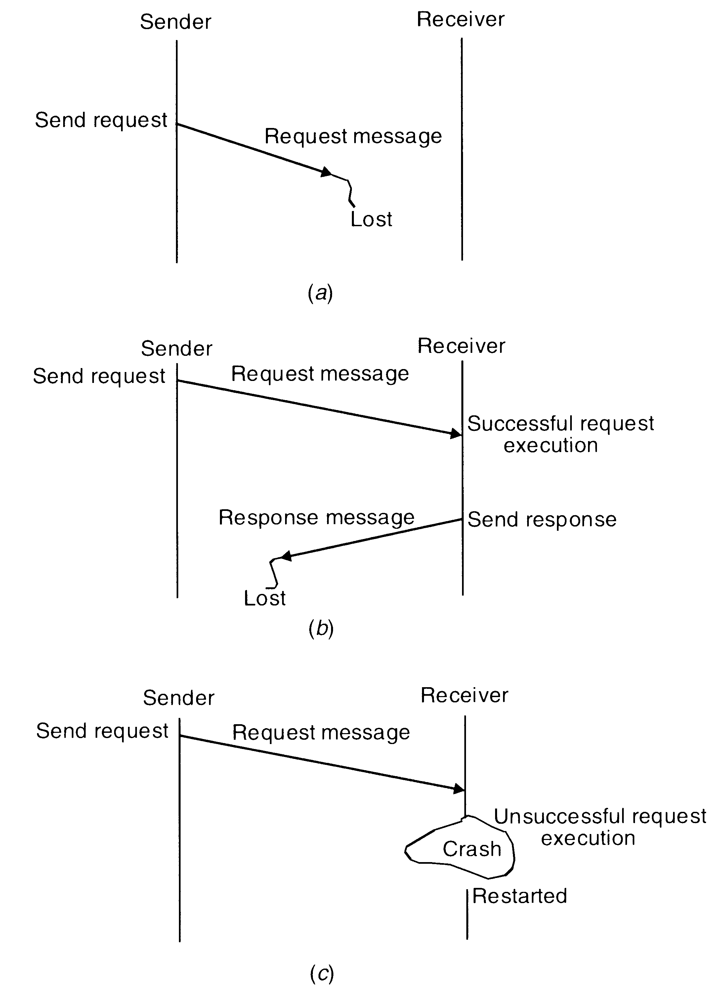 Sender
Receiver
Send request
Request message
Lost
(a)
Sender
Receiver
Send request
Request message
Successful request
execution
Response message
Send response
Lost
(b)
Sender
Receiver
Send request
Request message
Unsuccessful request
execution
Crash
Restarted
(c)